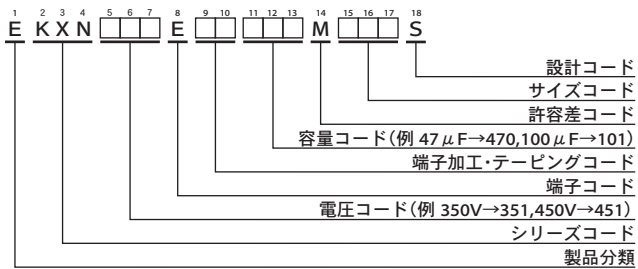 1 2 3 4 5 6 7 8 9 10 11 12 13 14 15 16 17 18
E KXN□□□E□□□□□M□□□S
設計コード
サイズコード
許容差コード
容量コード(例 47μF→470,100μF→101)
端子加工・テーピングコード
端子コード
電圧コード(例 350V→351,450V→451)
シリーズコード
製品分類